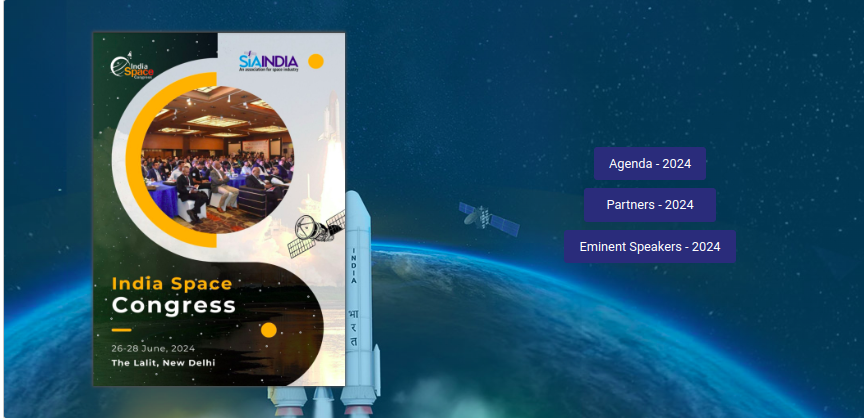 India
Space
Congress
SIAINDIA
An association for space industry
India Space
Congress
26-28 June, 2024
The Lalit, New Delhi
INDIA
भारत
Agenda - 2024
Partners - 2024
Eminent Speakers - 2024